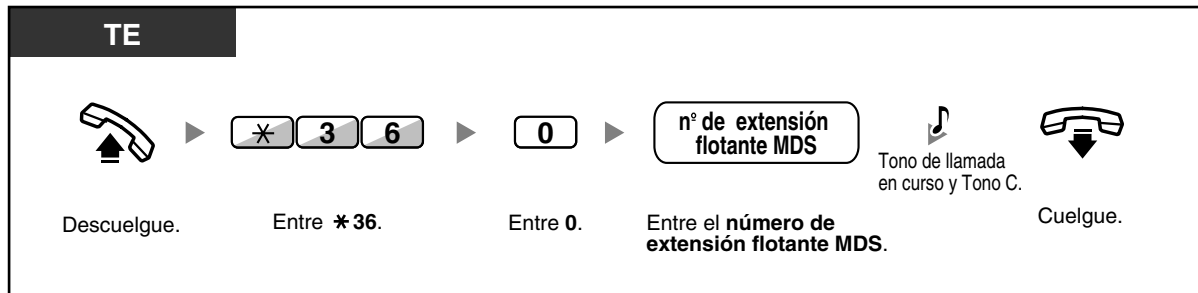 TE
✳ 3 6
0
nº de extensión
flotante MDS
Tono de llamada
en curso y Tono C.
Descuelgue.
Entre ✳36.
Entre 0.
Entre el número de
extensión flotante MDS.
Cuelgue.